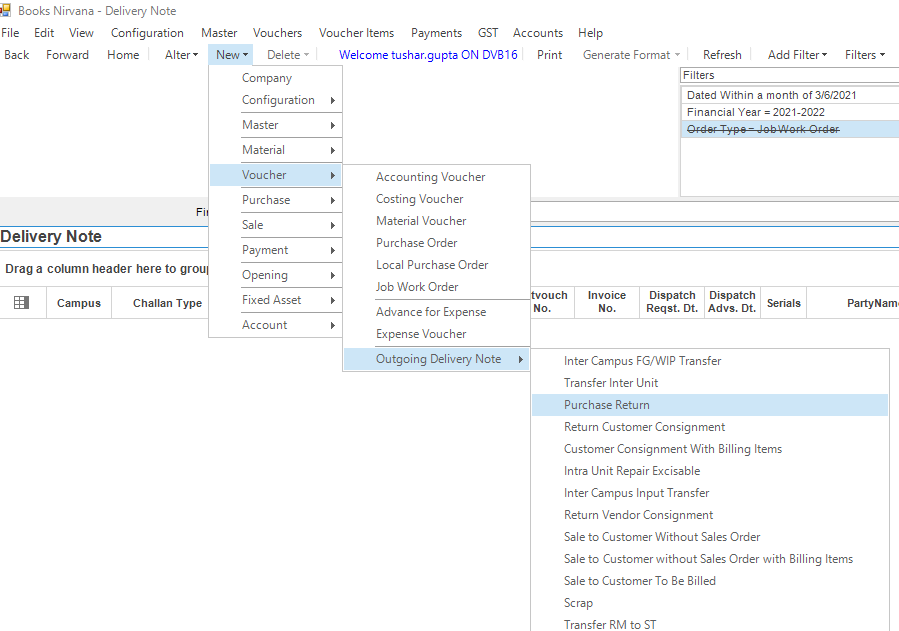 Books Nirvana - Delivery Note
File Edit View Configuration Master Vouchers Voucher Items Payments GST Accounts Help
Back Forward Home Alter New Delete Welcome tushar.gupta ON DVB16 Print Generate Format Refresh Add Filter Filters
Company
Configuration
Master
Material
Voucher
Purchase
Sale
Payment
Opening
Fixed Asset
Account
Filters
Dated Within a month of 3/6/2021
Financial Year = 2021-2022
Order Type = JobWork Order
Accounting Voucher
Costing Voucher
Material Voucher
Purchase Order
Local Purchase Order
Job Work Order
Advance for Expense
Expense Voucher
Outgoing Delivery Note
Fi
Delivery Note
Drag a column header here to group
Campus Challan Type tvouch No. Invoice No. Dispatch Reqst. Dt. Dispatch Advs. Dt. Serials PartyName
Inter Campus FG/WIP Transfer
Transfer Inter Unit
Purchase Return
Return Customer Consignment
Customer Consignment With Billing Items
Intra Unit Repair Excisable
Inter Campus Input Transfer
Return Vendor Consignment
Sale to Customer Without Sales Order
Sale to Customer without Sales Order with Billing Items
Sale to Customer To Be Billed
Scrap
Transfer RM to ST